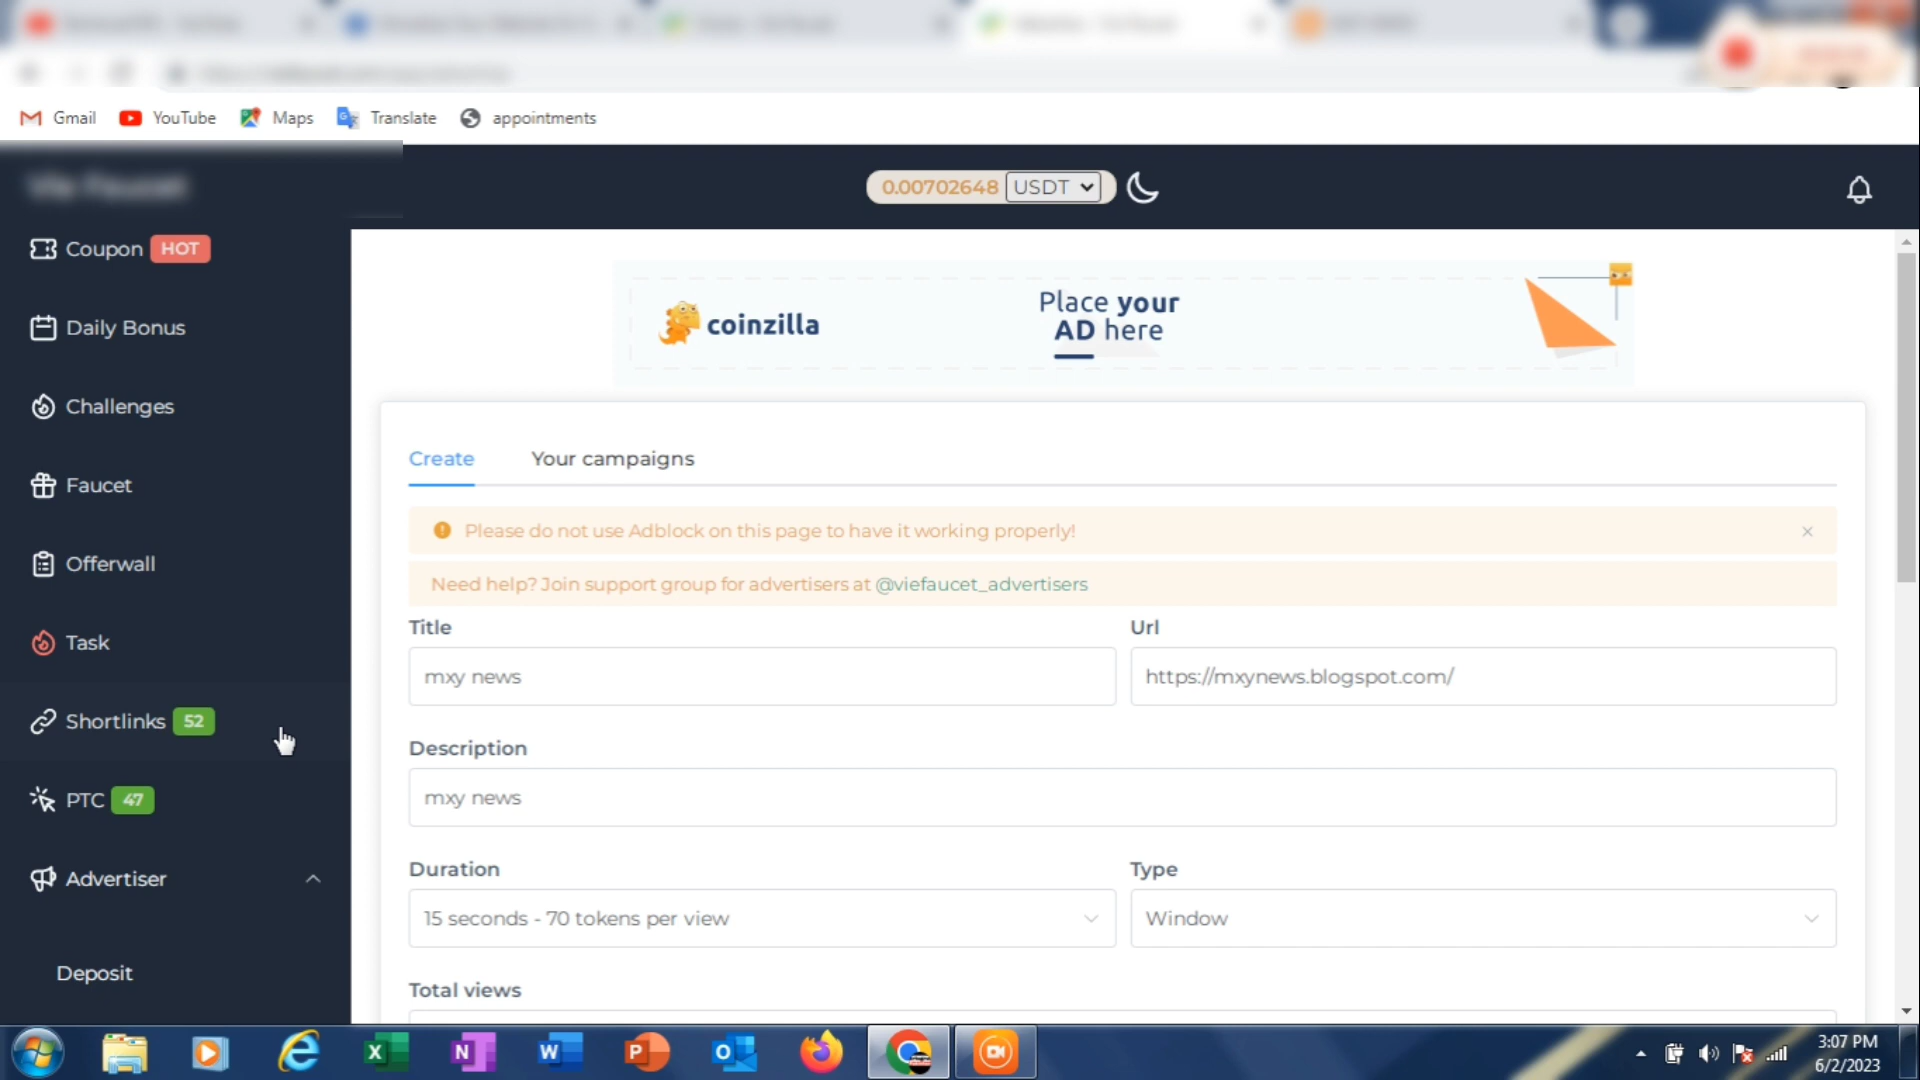 Gmail YouTube Maps Translate appointments
Vie Faucet
0.00702648 USDT
Coupon HOT
Daily Bonus
Challenges
Faucet
Offerwall
Task
Shortlinks 52
PTC 47
Advertiser
Deposit
coinzilla
Place your
AD here
Create Your campaigns
Please do not use Adblock on this page to have it working properly!
Need help? Join support group for advertisers at @viefaucet_advertisers
Title Url
mxy news https://mxynews.blogspot.com/
Description
mxy news
Duration Type
15 seconds - 70 tokens per view Window
Total views
3:07 PM
6/2/2023